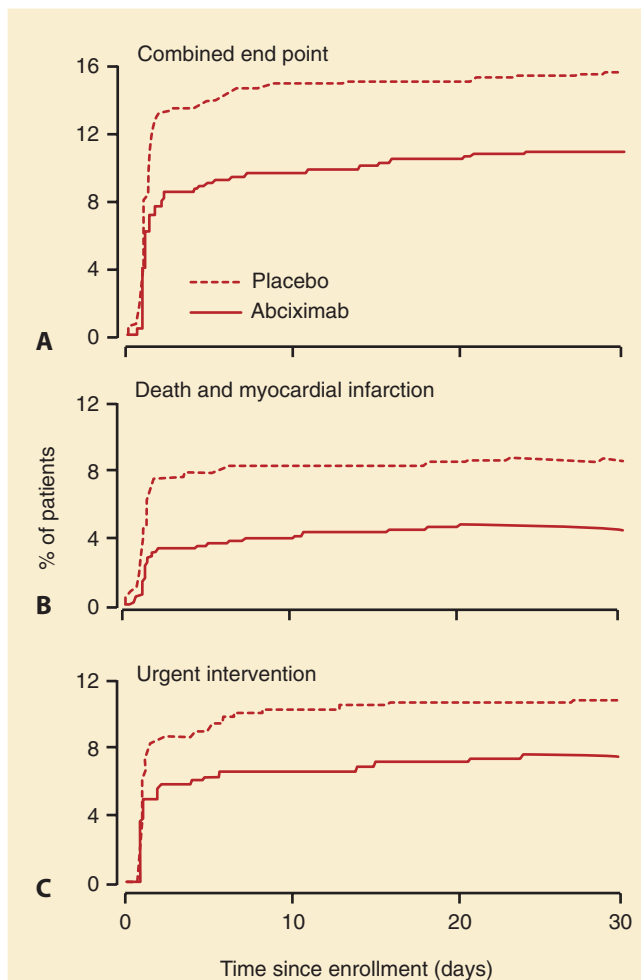 Combined end point
16
12
8
4
0
Placebo
Abciximab
A
Death and myocardial infarction
12
8
4
0
% of patients
B
Urgent intervention
12
8
4
0
C
0 10 20 30
Time since enrollment (days)